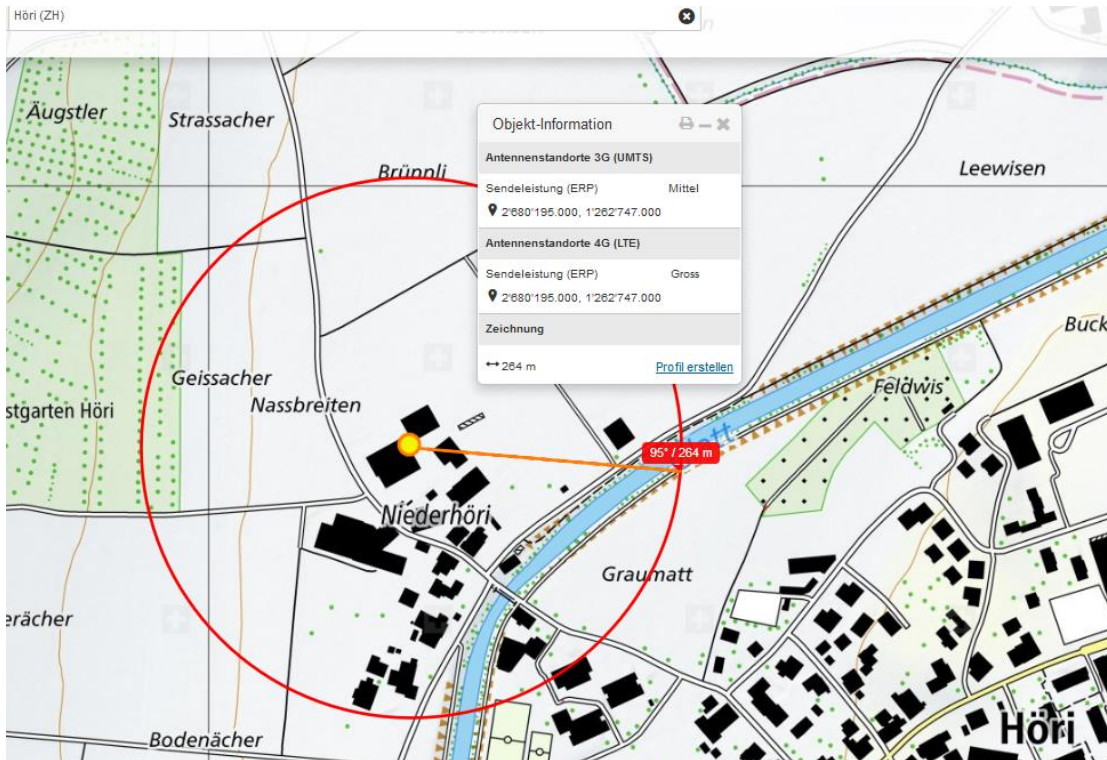 Höri (ZH)
Äugstler
Strassacher
Brünnli
Leewisen
Objekt-Information
Antennenstandorte 3G (UMTS)
Sendeleistung (ERP) Mittel
2'680'195.000, 1'262'747.000
Antennenstandorte 4G (LTE)
Sendeleistung (ERP) Gross
2'680'195.000, 1'262'747.000
Zeichnung
264 m Profil erstellen
Buck
Geissacher
Feldwis
stgarten Höri
Nassbreiten
95° / 264 m
Niederhöri
Graumatt
erächer
Höri
Bodenächer